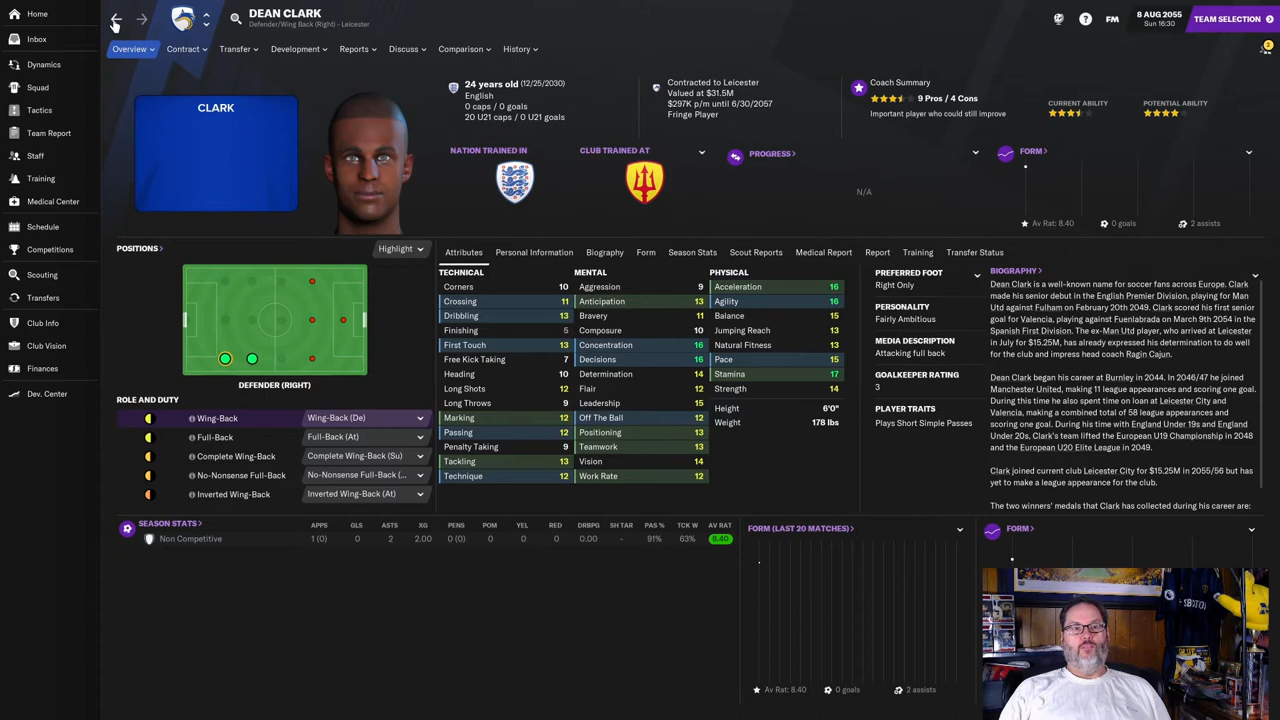 Home
DEAN CLARK
Defender/Wing Back (Right) - Leicester
FM
8 AUG 2055
Sun 16:30
TEAM SELECTION
2
Inbox
Dynamics
Squad
Tactics
Team Report
Staff
Training
Medical Center
Schedule
Competitions
Scouting
Transfers
Club Info
Club Vision
Finances
Dev. Center
Overview
Contract
Transfer
Development
Reports
Discuss
Comparison
History
CLARK
24 years old (12/25/2030)
English
0 caps / 0 goals
20 U21 caps / 0 U21 goals
Contracted to Leicester
Valued at $31.5M
$297K p/m until 6/30/2057
Fringe Player
Coach Summary
9 Pros / 4 Cons
Important player who could still improve
CURRENT ABILITY
POTENTIAL ABILITY
NATION TRAINED IN
CLUB TRAINED AT
PROGRESS
N/A
FORM
Av Rat: 8.40
0 goals
2 assists
POSITIONS
Highlight
DEFENDER (RIGHT)
ROLE AND DUTY
Wing-Back Wing-Back (De)
Full-Back Full-Back (At)
Complete Wing-Back Complete Wing-Back (Su)
No-Nonsense Full-Back No-Nonsense Full-Back (...
Inverted Wing-Back Inverted Wing-Back (At)
Attributes
Personal Information
Biography
Form
Season Stats
Scout Reports
Medical Report
Report
Training
Transfer Status
TECHNICAL
Corners 10
Crossing 11
Dribbling 13
Finishing 5
First Touch 13
Free Kick Taking 7
Heading 10
Long Shots 12
Long Throws 9
Marking 12
Passing 12
Penalty Taking 9
Tackling 13
Technique 12
MENTAL
Aggression 9
Anticipation 13
Bravery 11
Composure 10
Concentration 16
Decisions 16
Determination 14
Flair 12
Leadership 15
Off The Ball 12
Positioning 13
Teamwork 13
Vision 14
Work Rate 12
PHYSICAL
Acceleration 16
Agility 16
Balance 15
Jumping Reach 13
Natural Fitness 13
Pace 15
Stamina 17
Strength 14
Height 6'0"
Weight 178 lbs
PREFERRED FOOT
Right Only
PERSONALITY
Fairly Ambitious
MEDIA DESCRIPTION
Attacking full back
GOALKEEPER RATING
3
PLAYER TRAITS
Plays Short Simple Passes
BIOGRAPHY
Dean Clark is a well-known name for soccer fans across Europe. Clark
made his senior debut in the English Premier Division, playing for Man
Utd against Fulham on February 20th 2049. Clark scored his first senior
goal for Valencia, playing against Fuenlabrada on March 9th 2054 in the
Spanish First Division. The ex-Man Utd player, who arrived at Leicester
in July for $15.25M, has already expressed his determination to do well
for the club and impress head coach Ragin Cajun.
Dean Clark began his career at Burnley in 2044. In 2046/47 he joined
Manchester United, making 11 league appearances and scoring one goal.
During this time he also spent time on loan at Leicester City and
Valencia, making a combined total of 58 league appearances and
scoring one goal. During his time with England Under 19s and England
Under 20s, Clark's team lifted the European U19 Championship in 2048
and the European U20 Elite League in 2049.
Clark joined current club Leicester City for $15.25M in 2055/56 but has
yet to make a league appearance for the club.
The two winners' medals that Clark has collected during his career are:
SEASON STATS APPS GLS ASTS XG PENS POM YEL RED DRBPG SH TAR PAS % TCK W AV RAT
Non Competitive 1 (0) 0 2 2.00 0 (0) 0 0 0 0.00 - 91% 63% 8.40
FORM (LAST 20 MATCHES)
Av Rat: 8.40
0 goals
2 assists
FORM